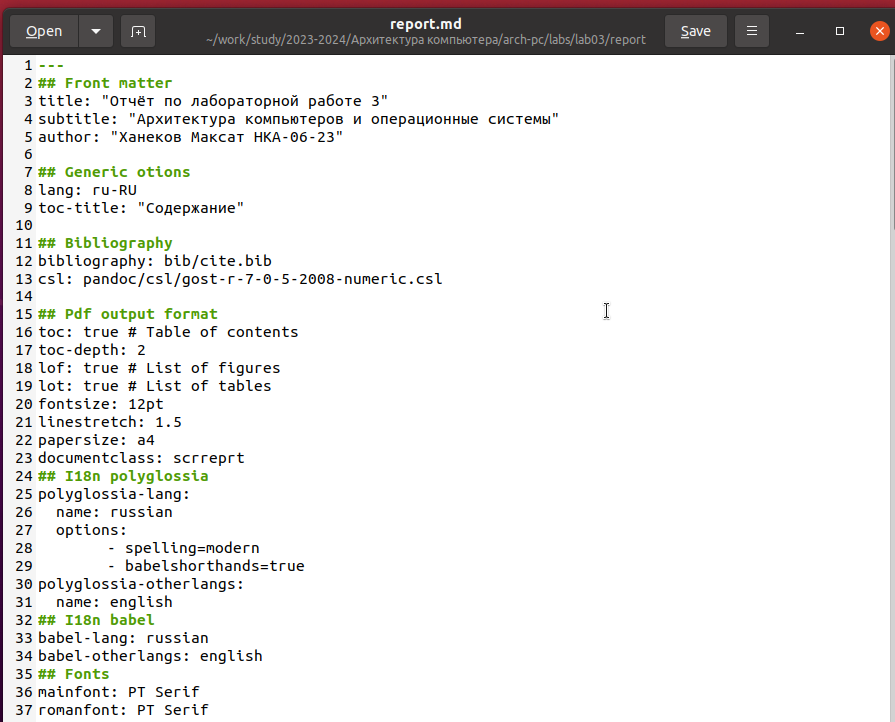 Open
report.md
~/work/study/2023-2024/Архитектура компьютера/arch-pc/labs/lab03/report
Save
1 ---
2 ## Front matter
3 title: "Отчёт по лабораторной работе 3"
4 subtitle: "Архитектура компьютеров и операционные системы"
5 author: "Ханеков Максат НКА-06-23"
6
7 ## Generic otions
8 lang: ru-RU
9 toc-title: "Содержание"
10
11 ## Bibliography
12 bibliography: bib/cite.bib
13 csl: pandoc/csl/gost-r-7-0-5-2008-numeric.csl
14
15 ## Pdf output format
16 toc: true # Table of contents
17 toc-depth: 2
18 lof: true # List of figures
19 lot: true # List of tables
20 fontsize: 12pt
21 linestretch: 1.5
22 papersize: a4
23 documentclass: scrreprt
24 ## I18n polyglossia
25 polyglossia-lang:
26   name: russian
27   options:
28         - spelling=modern
29         - babelshorthands=true
30 polyglossia-otherlangs:
31   name: english
32 ## I18n babel
33 babel-lang: russian
34 babel-otherlangs: english
35 ## Fonts
36 mainfont: PT Serif
37 romanfont: PT Serif